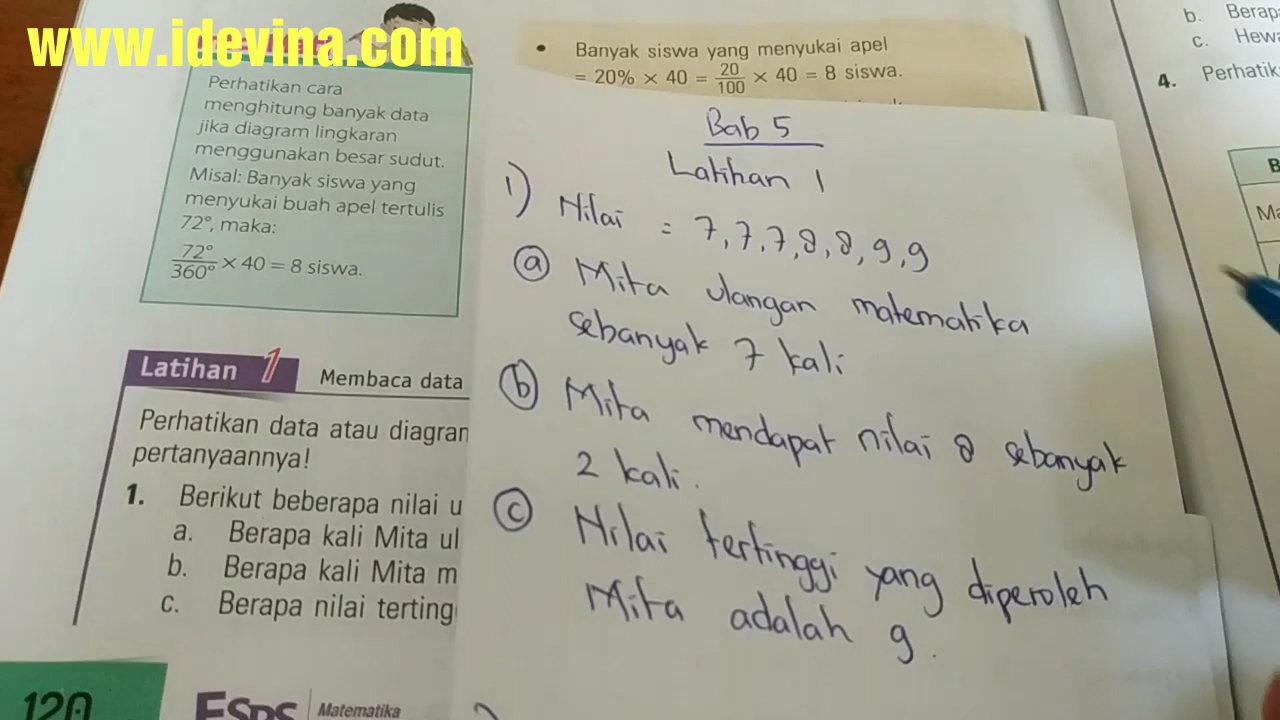 www.idevina.com
Perhatikan cara
menghitung banyak data
jika diagram lingkaran
menggunakan besar sudut.
Misal: Banyak siswa yang
menyukai buah apel tertulis
72°, maka:
72°/360° × 40 = 8 siswa.
• Banyak siswa yang menyukai apel
= 20% × 40 = 20/100 × 40 = 8 siswa.
Latihan 1 Membaca data
Perhatikan data atau diagram
pertanyaannya!
1. Berikut beberapa nilai u
a. Berapa kali Mita ul
b. Berapa kali Mita m
c. Berapa nilai terting
120 ESPS Matematika
Bab 5
Latihan 1
1) Nilai = 7,7,7,8,8,9,9
a Mita ulangan matematika
sebanyak 7 kali
b Mita mendapat nilai 8 sebanyak
2 kali.
c Nilai tertinggi yang diperoleh
Mita adalah 9.
b. Berapa
c. Hewa
4. Perhatik
B
Ma